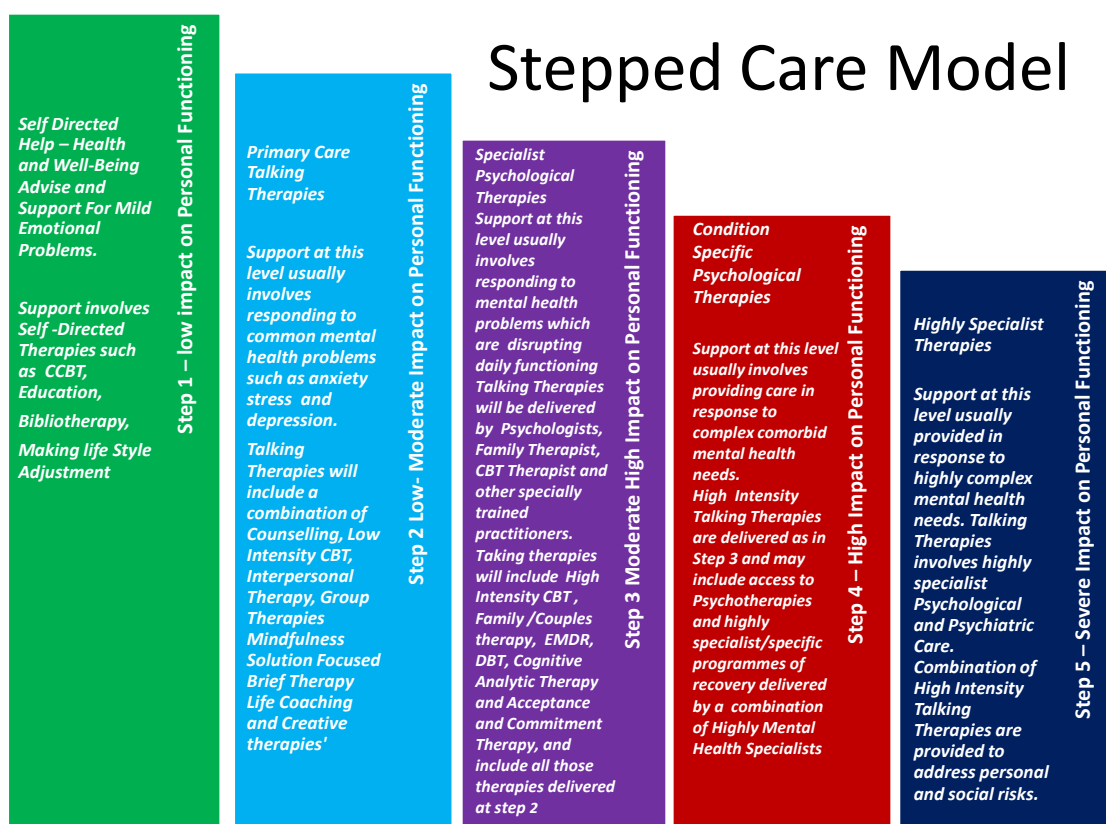 Stepped Care Model
Self Directed
Help – Health
and Well-Being
Advise and
Support For Mild
Emotional
Problems.
Support involves
Self -Directed
Therapies such
as CCBT,
Education,
Bibliotherapy,
Making life Style
Adjustment
Step 1 – low impact on Personal Functioning
Primary Care
Talking
Therapies
Support at this
level usually
involves
responding to
common mental
health problems
such as anxiety
stress and
depression.
Talking
Therapies will
include a
combination of
Counselling, Low
Intensity CBT,
Interpersonal
Therapy, Group
Therapies
Mindfulness
Solution Focused
Brief Therapy
Life Coaching
and Creative
therapies'
Step 2 Low- Moderate Impact on Personal Functioning
Specialist
Psychological
Therapies
Support at this
level usually
involves
responding to
mental health
problems which
are disrupting
daily functioning
Talking Therapies
will be delivered
by Psychologists,
Family Therapist,
CBT Therapist and
other specially
trained
practitioners.
Taking therapies
will include High
Intensity CBT ,
Family /Couples
therapy, EMDR,
DBT, Cognitive
Analytic Therapy
and Acceptance
and Commitment
Therapy, and
include all those
therapies delivered
at step 2
Step 3 Moderate High Impact on Personal Functioning
Condition
Specific
Psychological
Therapies
Support at this level
usually involves
providing care in
response to
complex comorbid
mental health
needs.
High Intensity
Talking Therapies
are delivered as in
Step 3 and may
include access to
Psychotherapies
and highly
specialist/specific
programmes of
recovery delivered
by a combination
of Highly Mental
Health Specialists
Step 4 – High Impact on Personal Functioning
Highly Specialist
Therapies
Support at this
level usually
provided in
response to
highly complex
mental health
needs. Talking
Therapies
involves highly
specialist
Psychological
and Psychiatric
Care.
Combination of
High Intensity
Talking
Therapies are
provided to
address personal
and social risks.
Step 5 – Severe Impact on Personal Functioning